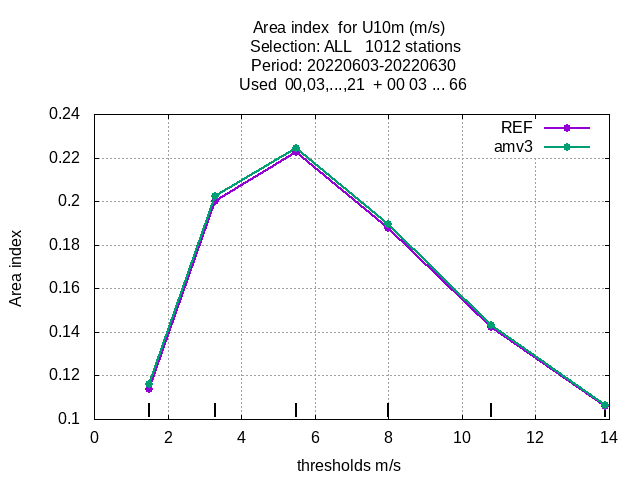 Area index  for U10m (m/s)
Selection: ALL   1012 stations
Period: 20220603-20220630
Used  00,03,...,21  + 00 03 ... 66
0.24
0.22
0.2
0.18
0.16
0.14
0.12
0.1
Area index
REF
amv3
0 2 4 6 8 10 12 14
thresholds m/s